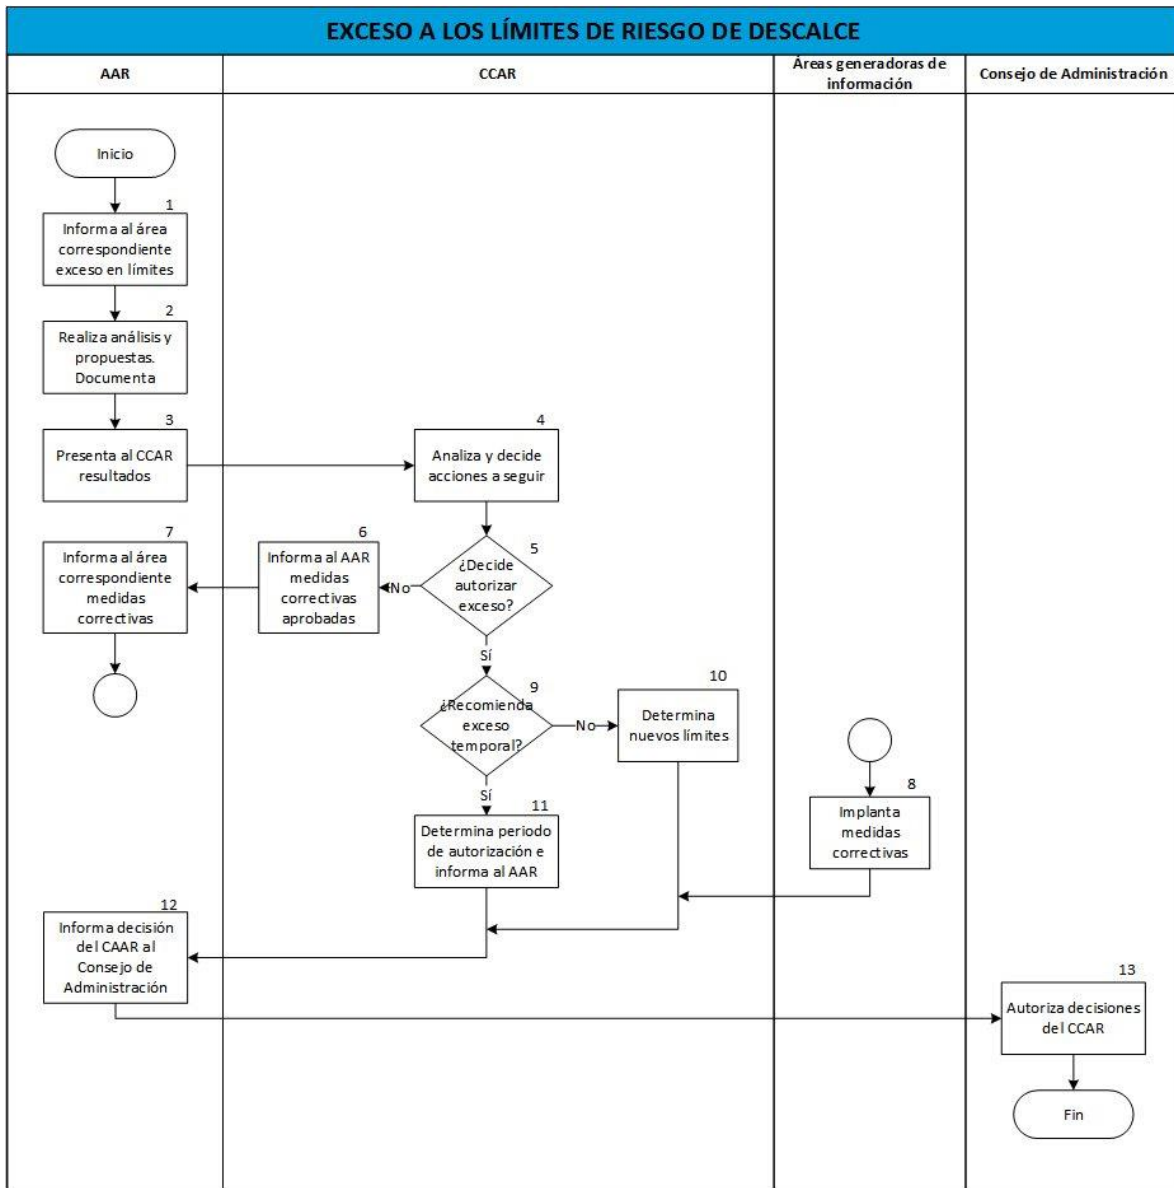 EXCESO A LOS LÍMITES DE RIESGO DE DESCALCE
AAR
CCAR
Áreas generadoras de
información
Consejo de Administración
Inicio
1
Informa al área
correspondiente
exceso en límites
2
Realiza análisis y
propuestas.
Documenta
3
Presenta al CCAR
resultados
4
Analiza y decide
acciones a seguir
5
¿Decide
autorizar
exceso?
No
Sí
6
Informa al AAR
medidas
correctivas
aprobadas
7
Informa al área
correspondiente
medidas
correctivas
9
¿Recomienda
exceso
temporal?
No
Sí
10
Determina
nuevos límites
8
Implanta
medidas
correctivas
11
Determina periodo
de autorización e
informa al AAR
12
Informa decisión
del CAAR al
Consejo de
Administración
13
Autoriza decisiones
del CCAR
Fin